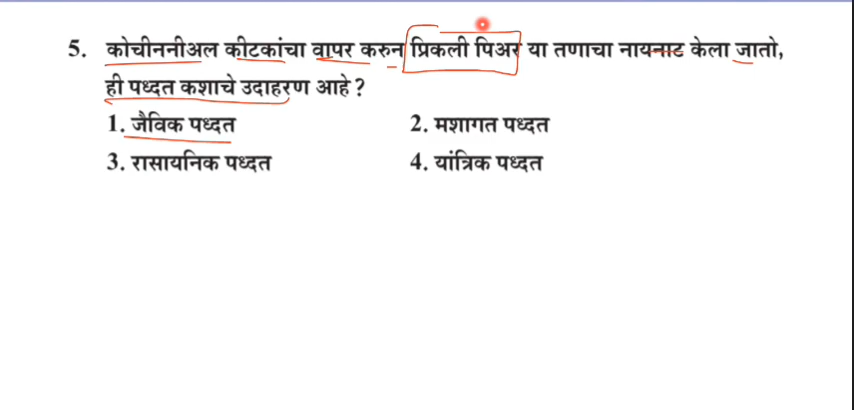 5. कोचीननीअल कीटकांचा वापर करुन प्रिकली पिअर या तणाचा नायनाट केला जातो,
ही पध्दत कशाचे उदाहरण आहे ?
1. जैविक पध्दत 2. मशागत पध्दत
3. रासायनिक पध्दत 4. यांत्रिक पध्दत